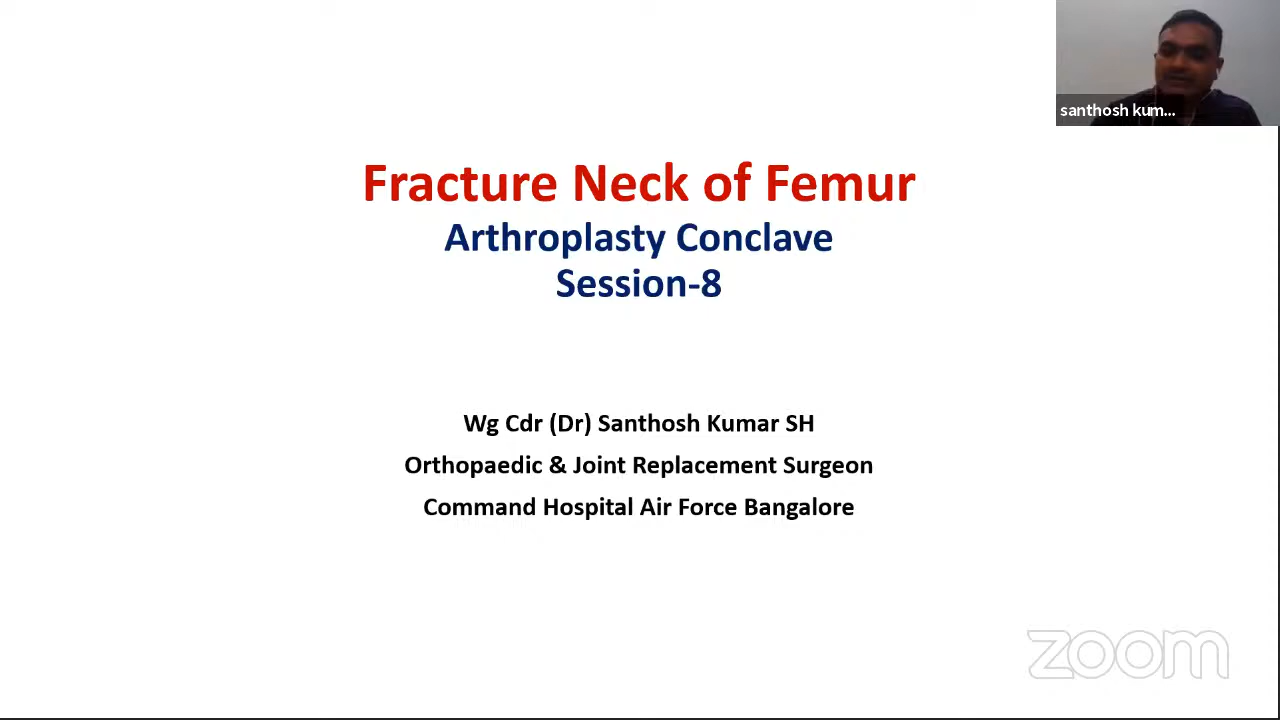 santhosh kum...
Fracture Neck of Femur
Arthroplasty Conclave
Session-8
Wg Cdr (Dr) Santhosh Kumar SH
Orthopaedic & Joint Replacement Surgeon
Command Hospital Air Force Bangalore
zoom